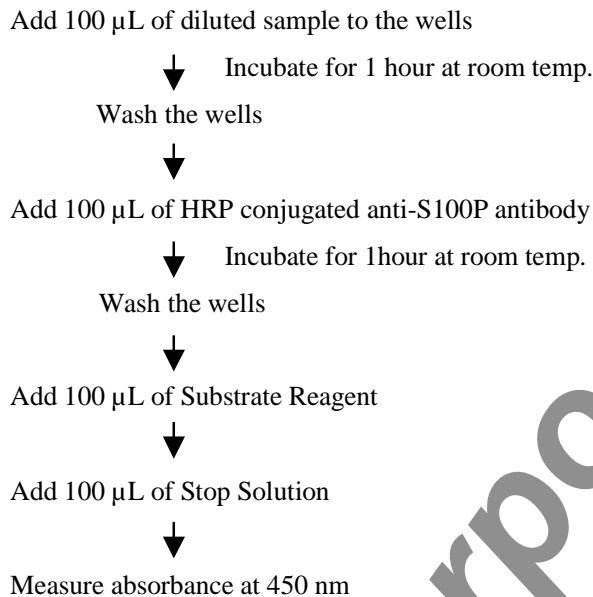 Add 100 µL of diluted sample to the wells
Incubate for 1 hour at room temp.
Wash the wells
Add 100 µL of HRP conjugated anti-S100P antibody
Incubate for 1hour at room temp.
Wash the wells
Add 100 µL of Substrate Reagent
Add 100 µL of Stop Solution
Measure absorbance at 450 nm